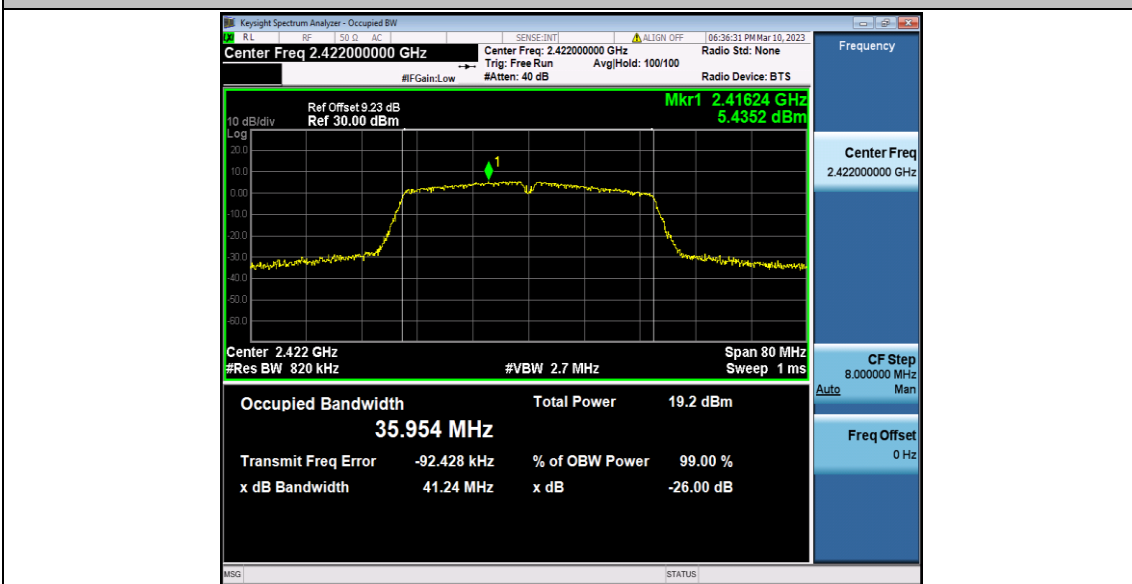 Keysight Spectrum Analyzer - Occupied BW
LXI RL RF 50 Ω AC SENSE:INT ALIGN OFF 06:36:31 PM Mar 10, 2023
Center Freq 2.422000000 GHz Center Freq: 2.422000000 GHz Radio Std: None
Trig: Free Run Avg|Hold: 100/100
#IFGain:Low #Atten: 40 dB Radio Device: BTS
Ref Offset 9.23 dB Mkr1 2.41624 GHz
10 dB/div Ref 30.00 dBm 5.4352 dBm
Log
20.0
1
10.0
0.00
-10.0
-20.0
-30.0
-40.0
-50.0
-60.0
Center 2.422 GHz Span 80 MHz
#Res BW 820 kHz #VBW 2.7 MHz Sweep 1 ms
Occupied Bandwidth Total Power 19.2 dBm
35.954 MHz
Transmit Freq Error -92.428 kHz % of OBW Power 99.00 %
x dB Bandwidth 41.24 MHz x dB -26.00 dB
MSG STATUS
Frequency
Center Freq
2.422000000 GHz
CF Step
8.000000 MHz
Auto Man
Freq Offset
0 Hz